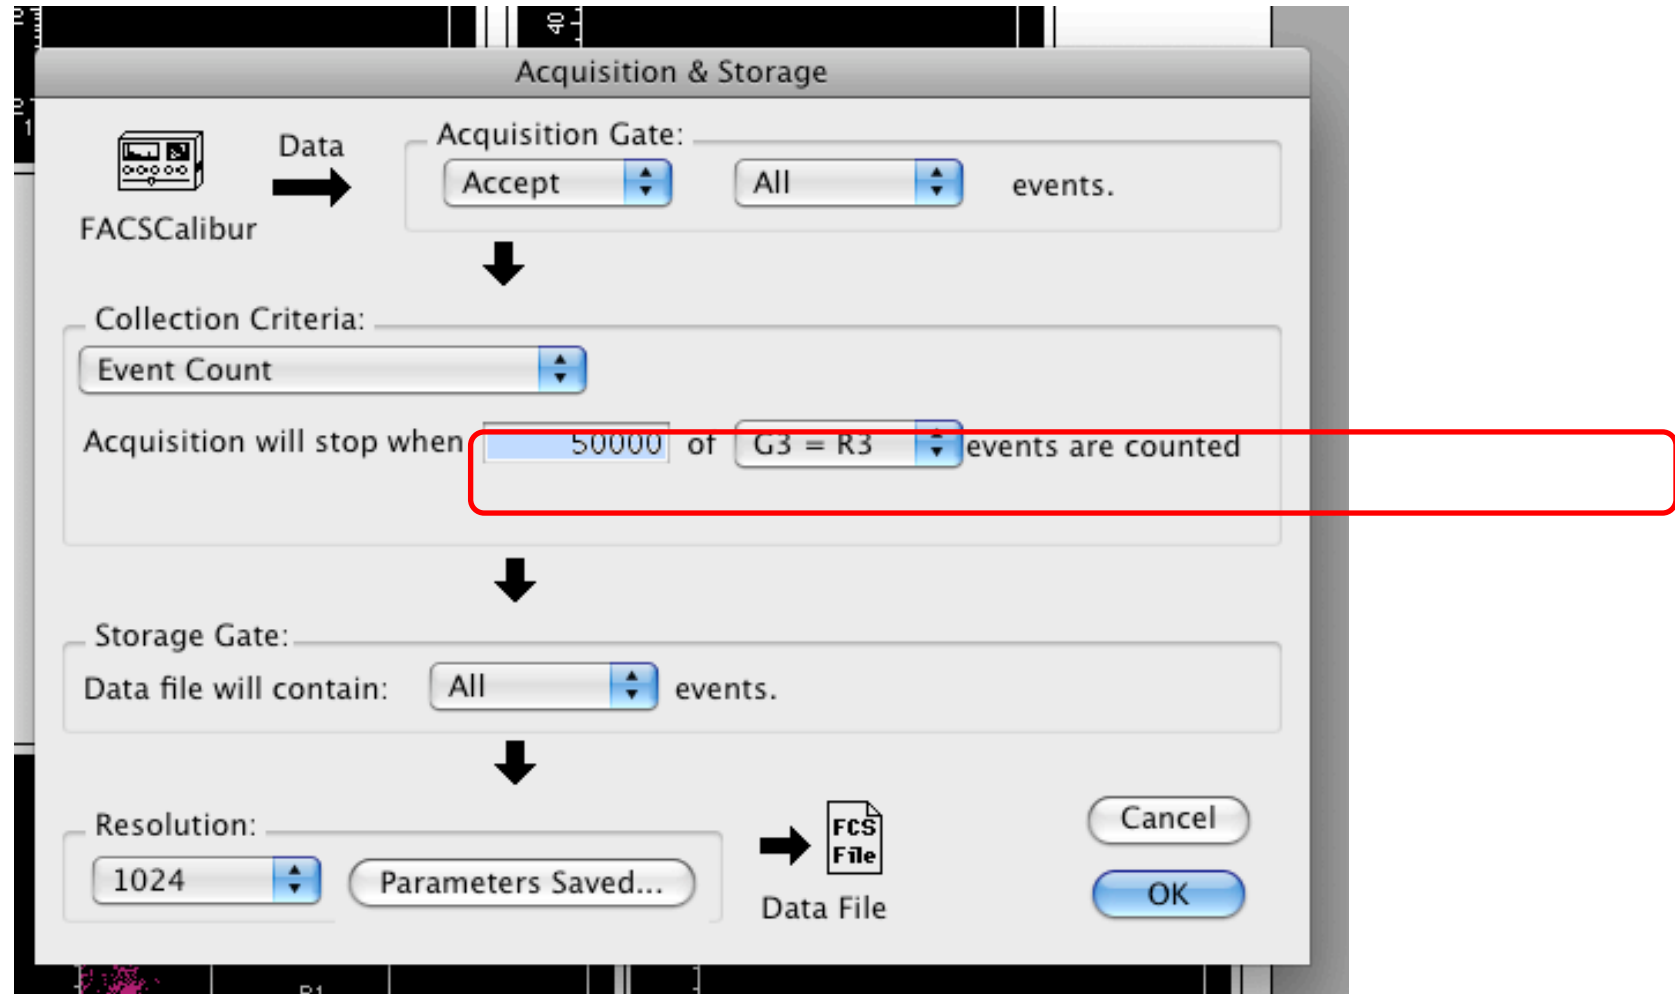 40
Acquisition & Storage
1
Data
Acquisition Gate:
Accept
All
events.
FACSCalibur
Collection Criteria:
Event Count
Acquisition will stop when 50000 of G3 = R3 events are counted
Storage Gate:
Data file will contain: All events.
Resolution:
1024
Parameters Saved...
FCS
File
Data File
Cancel
OK